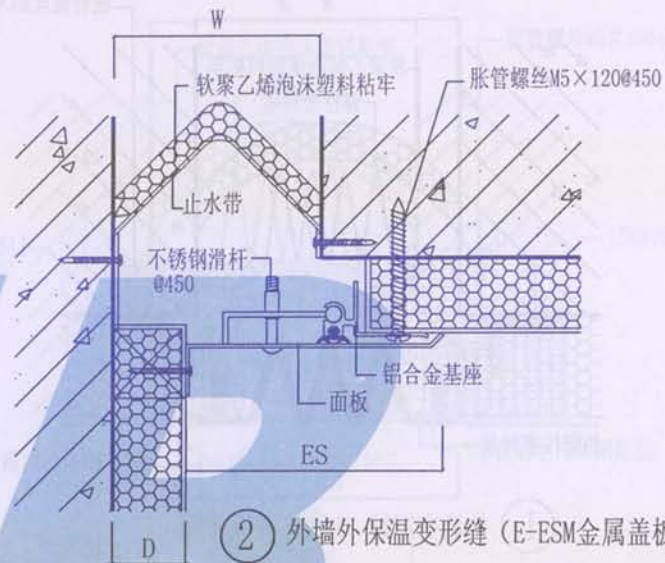 W
软聚乙烯泡沫塑料粘牢
胀管螺丝M5×120@450
止水带
不锈钢滑杆
@450
铝合金基座
面板
ES
D
2 外墙外保温变形缝（E-ESM金属盖板